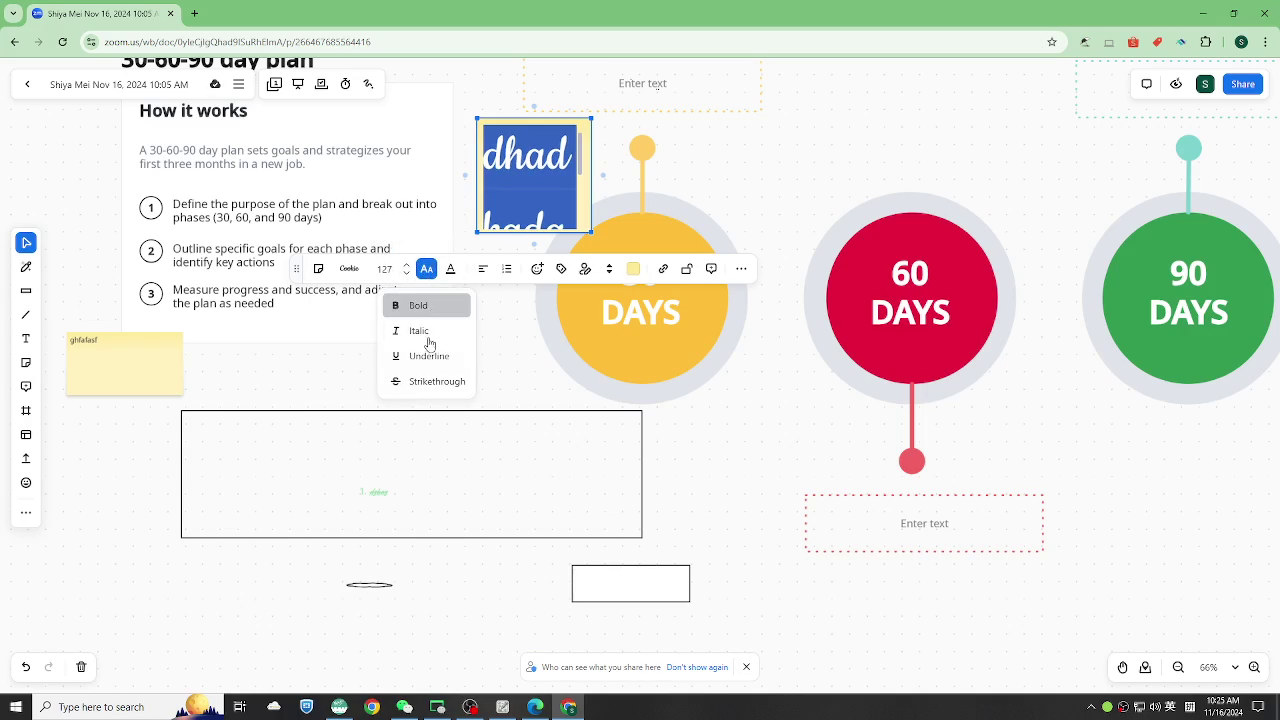 Shiya Mei Nov 16, 2024 10:05 A
zoom.us/wb/doc/0yleCjIgQhad9ISuRhEImA/p/266467685564416
30-60-90 day plan
Shiya Mei Nov 16, 2024 10:05 AM
Enter text
S
Share
How it works
A 30-60-90 day plan sets goals and strategizes your
first three months in a new job.
1 Define the purpose of the plan and break out into
phases (30, 60, and 90 days)
2 Outline specific goals for each phase and
identify key actions
3 Measure progress and success, and
the plan as needed
dhad
Cookie 127
B Bold
I Italic
U Underline
S Strikethrough
ghfafasf
DAYS
60
DAYS
90
DAYS
Enter text
Who can see what you share here Don't show again
66%
Type here to search
10:25 AM
11/16/2024